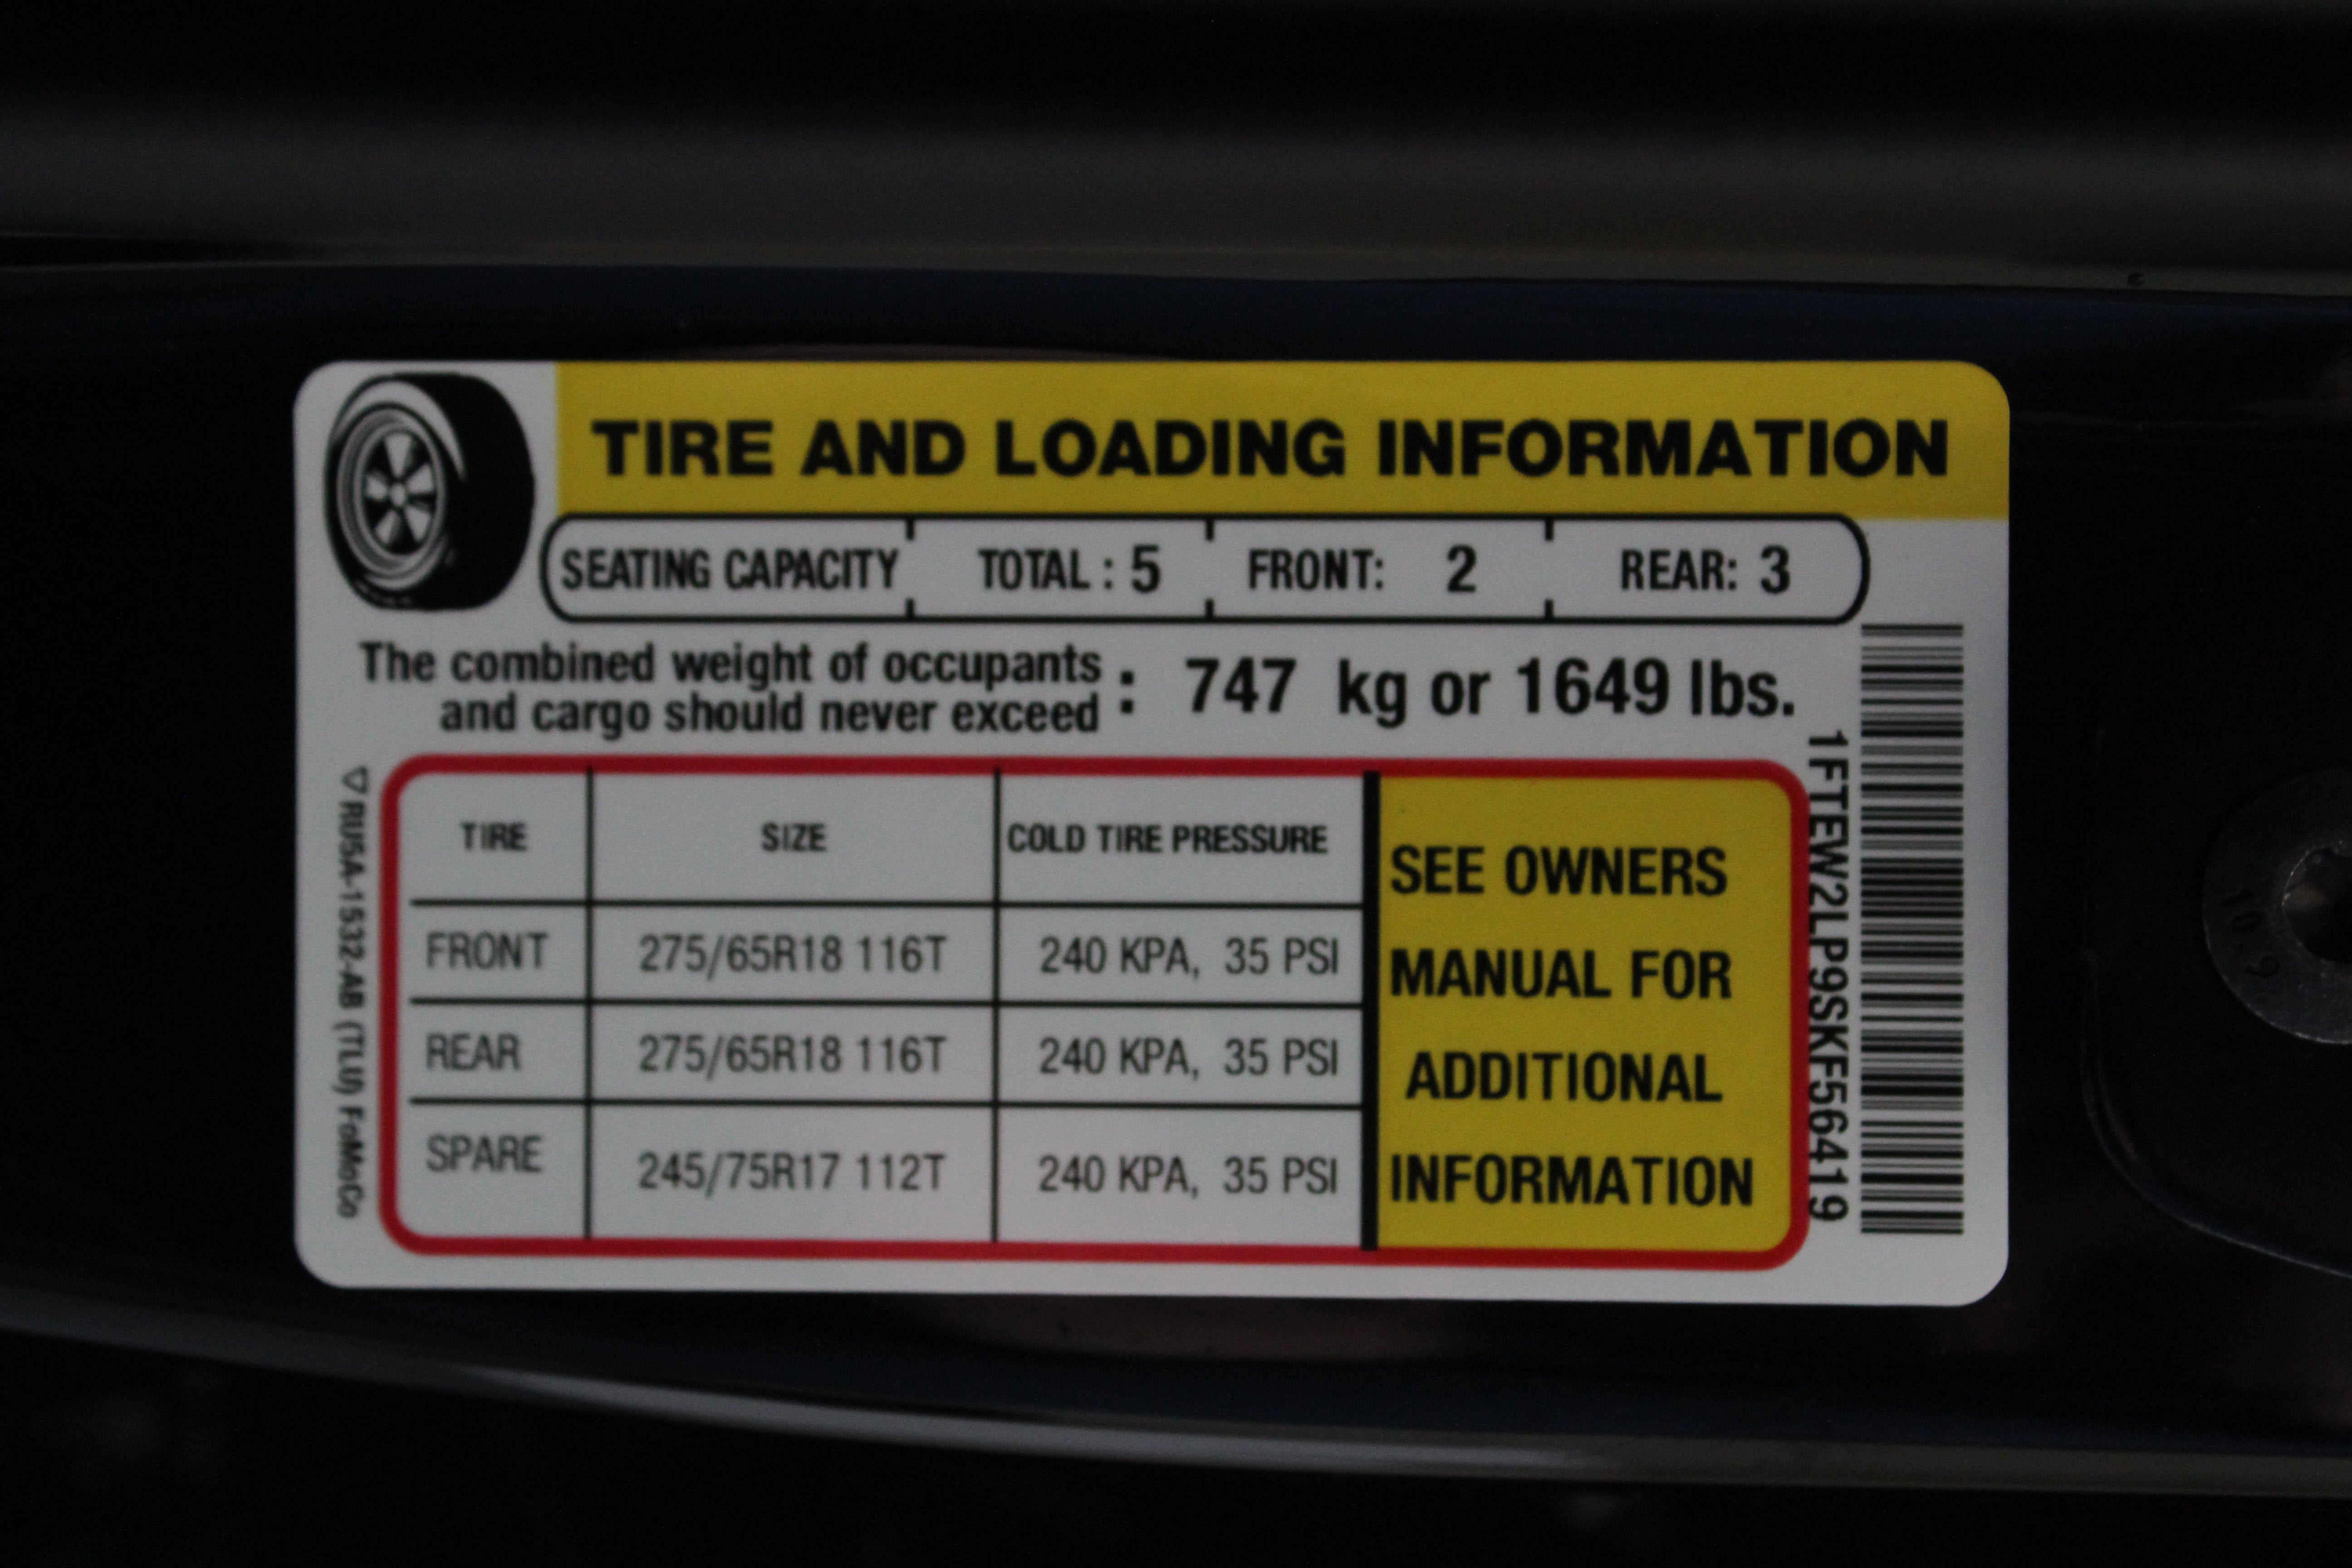 TIRE AND LOADING INFORMATION
SEATING CAPACITY TOTAL : 5 FRONT: 2 REAR: 3
The combined weight of occupants
and cargo should never exceed : 747 kg or 1649 lbs.
TIRE SIZE COLD TIRE PRESSURE
FRONT 275/65R18 116T 240 KPA, 35 PSI
REAR 275/65R18 116T 240 KPA, 35 PSI
SPARE 245/75R17 112T 240 KPA, 35 PSI
SEE OWNERS
MANUAL FOR
ADDITIONAL
INFORMATION
1FTEW2LP9SKF56419
RU5A-1532-AB (TLU) FoMoCo
10.9